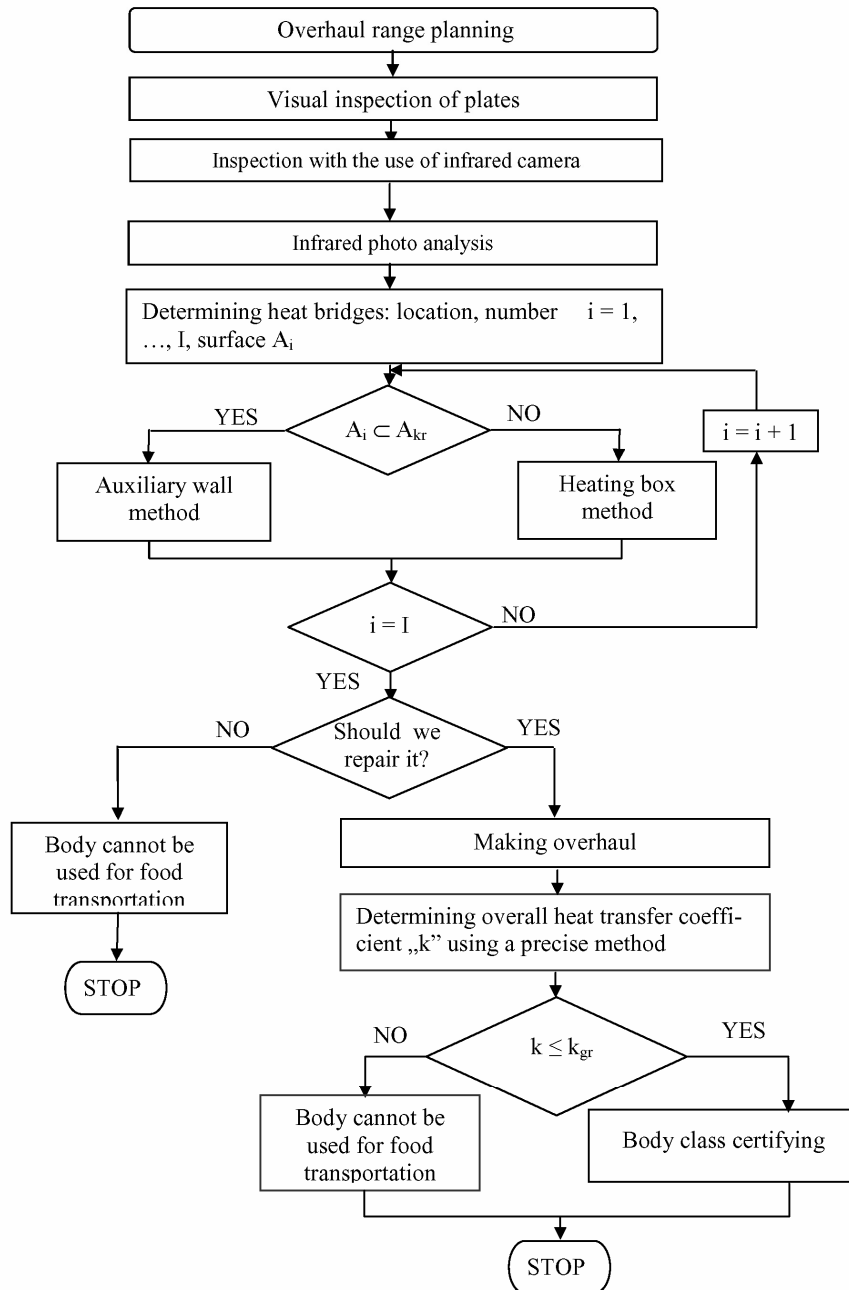 Overhaul range planning
Visual inspection of plates
Inspection with the use of infrared camera
Infrared photo analysis
Determining heat bridges: location, number i = 1,
…, I, surface Aᵢ
Aᵢ ⊂ Aₖᵣ
YES
NO
i = i + 1
Auxiliary wall
method
Heating box
method
i = I
NO
YES
Should we
repair it?
NO
YES
Body cannot be
used for food
transportation
STOP
Making overhaul
Determining overall heat transfer coeffi-
cient „k” using a precise method
k ≤ k_gr
NO
YES
Body cannot be
used for food
transportation
Body class certifying
STOP